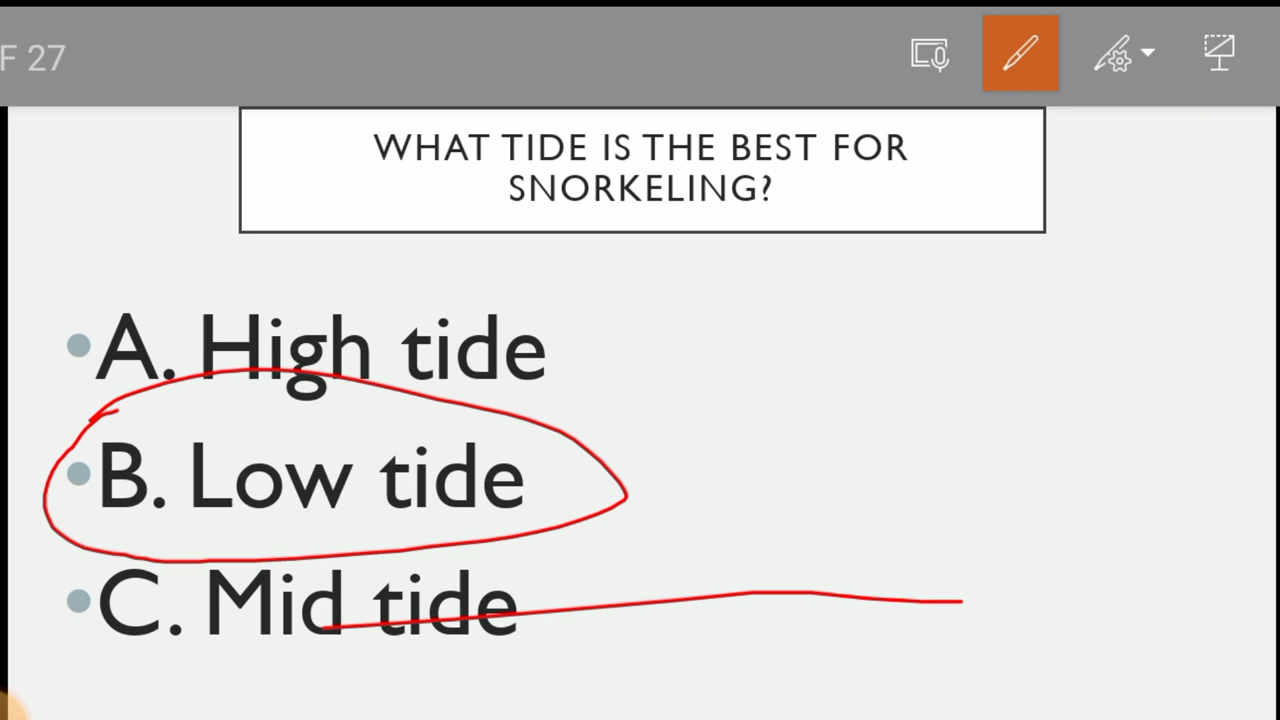 F 27
WHAT TIDE IS THE BEST FOR
SNORKELING?
•A. High tide
•B. Low tide
•C. Mid tide